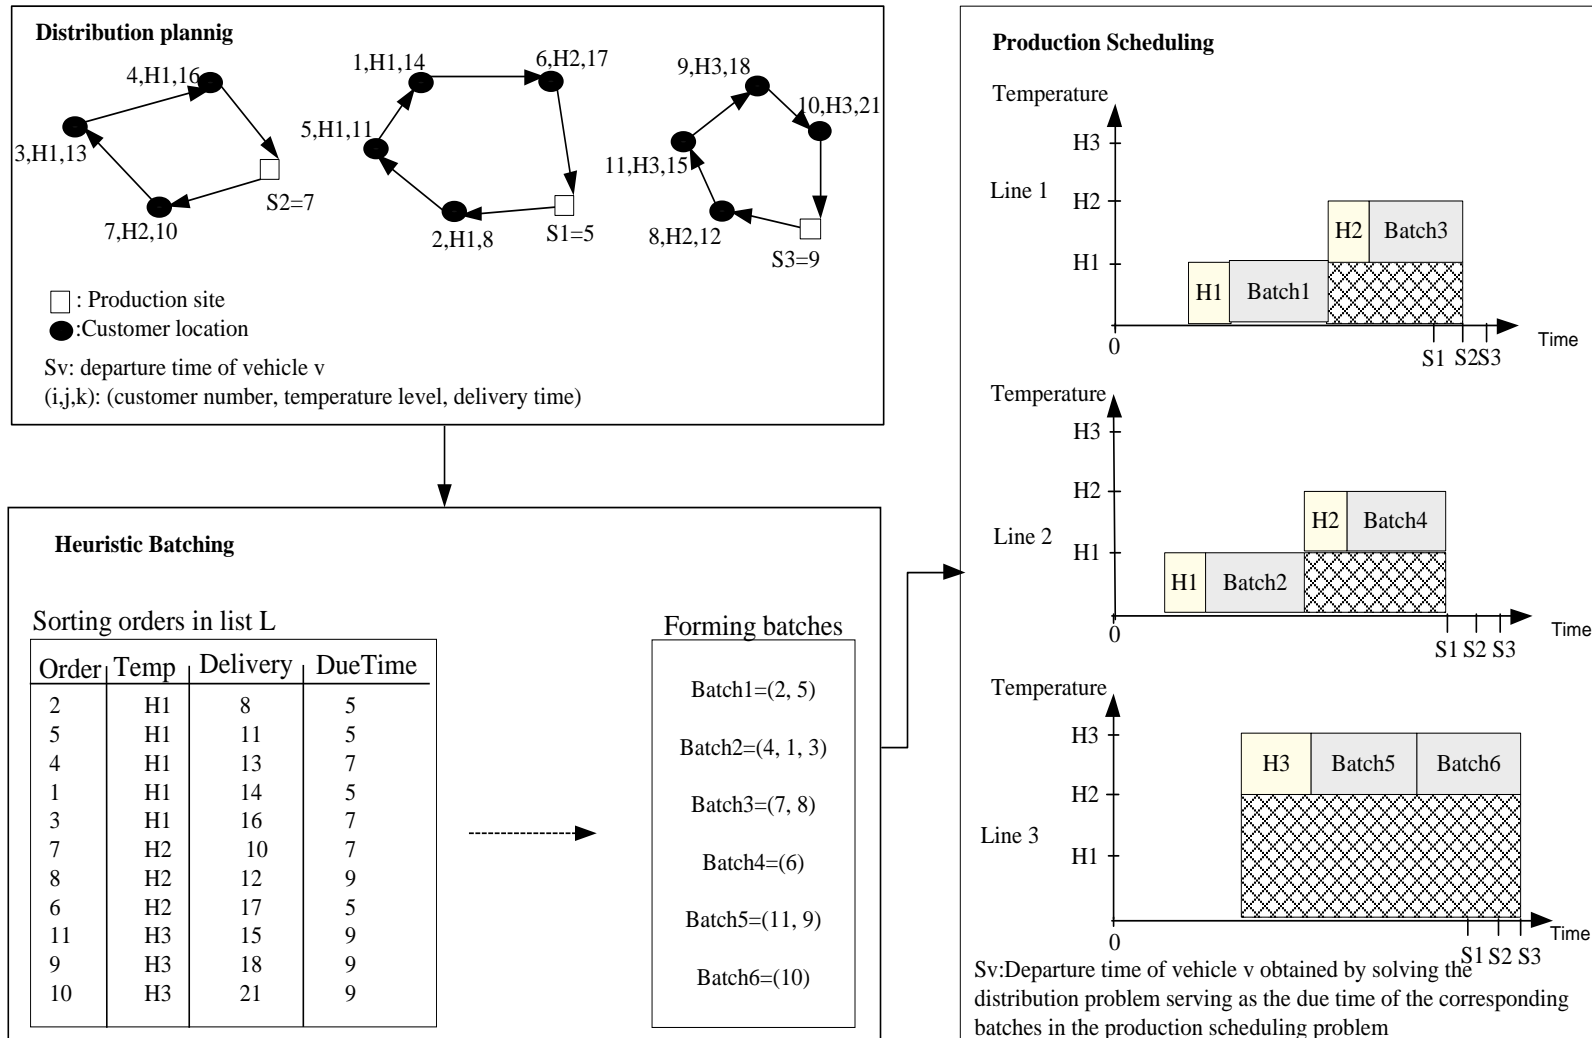 Distribution plannig
4,H1,16
3,H1,13
S2=7
7,H2,10
1,H1,14
6,H2,17
5,H1,11
2,H1,8
S1=5
9,H3,18
10,H3,21
11,H3,15
8,H2,12
S3=9
: Production site
:Customer location
Sv: departure time of vehicle v
(i,j,k): (customer number, temperature level, delivery time)
Heuristic Batching
Sorting orders in list L
Order Temp Delivery DueTime
2 H1 8 5
5 H1 11 5
4 H1 13 7
1 H1 14 5
3 H1 16 7
7 H2 10 7
8 H2 12 9
6 H2 17 5
11 H3 15 9
9 H3 18 9
10 H3 21 9
Forming batches
Batch1=(2, 5)
Batch2=(4, 1, 3)
Batch3=(7, 8)
Batch4=(6)
Batch5=(11, 9)
Batch6=(10)
Production Scheduling
Temperature
H3
Line 1
H2
H2 Batch3
H1
H1 Batch1
0
S1 S2 S3
Time
Temperature
H3
H2
H2 Batch4
Line 2
H1
H1 Batch2
0
S1 S2 S3
Time
Temperature
H3
H3 Batch5 Batch6
H2
Line 3
H1
0
S1 S2 S3
Time
Sv:Departure time of vehicle v obtained by solving the
distribution problem serving as the due time of the corresponding
batches in the production scheduling problem